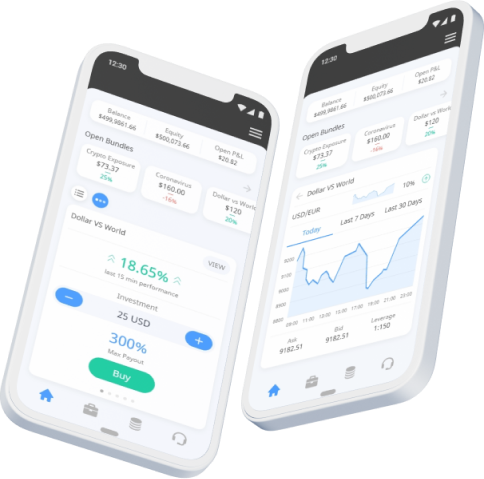 12:30
Balance
$499,9861.66
Equity
$500,073.66
Open P&L
$20.82
Open Bundles
Crypto Exposure
$73.37
25%
Coronavirus
$160.00
-16%
Dollar vs World
$120
20%
Dollar VS World
VIEW
18.65%
last 15 min performance
Investment
25 USD
300%
Max Payout
Buy
12:30
Balance
$499,9861.66
Equity
$500,073.66
Open P&L
$20.82
Open Bundles
Crypto Exposure
$73.37
25%
Coronavirus
$160.00
-16%
Dollar vs World
$120
20%
Dollar VS World
10%
USD/EUR
Today
Last 7 Days
Last 30 Days
Ask
9182.51
Bid
9182.51
Leverage
1:150